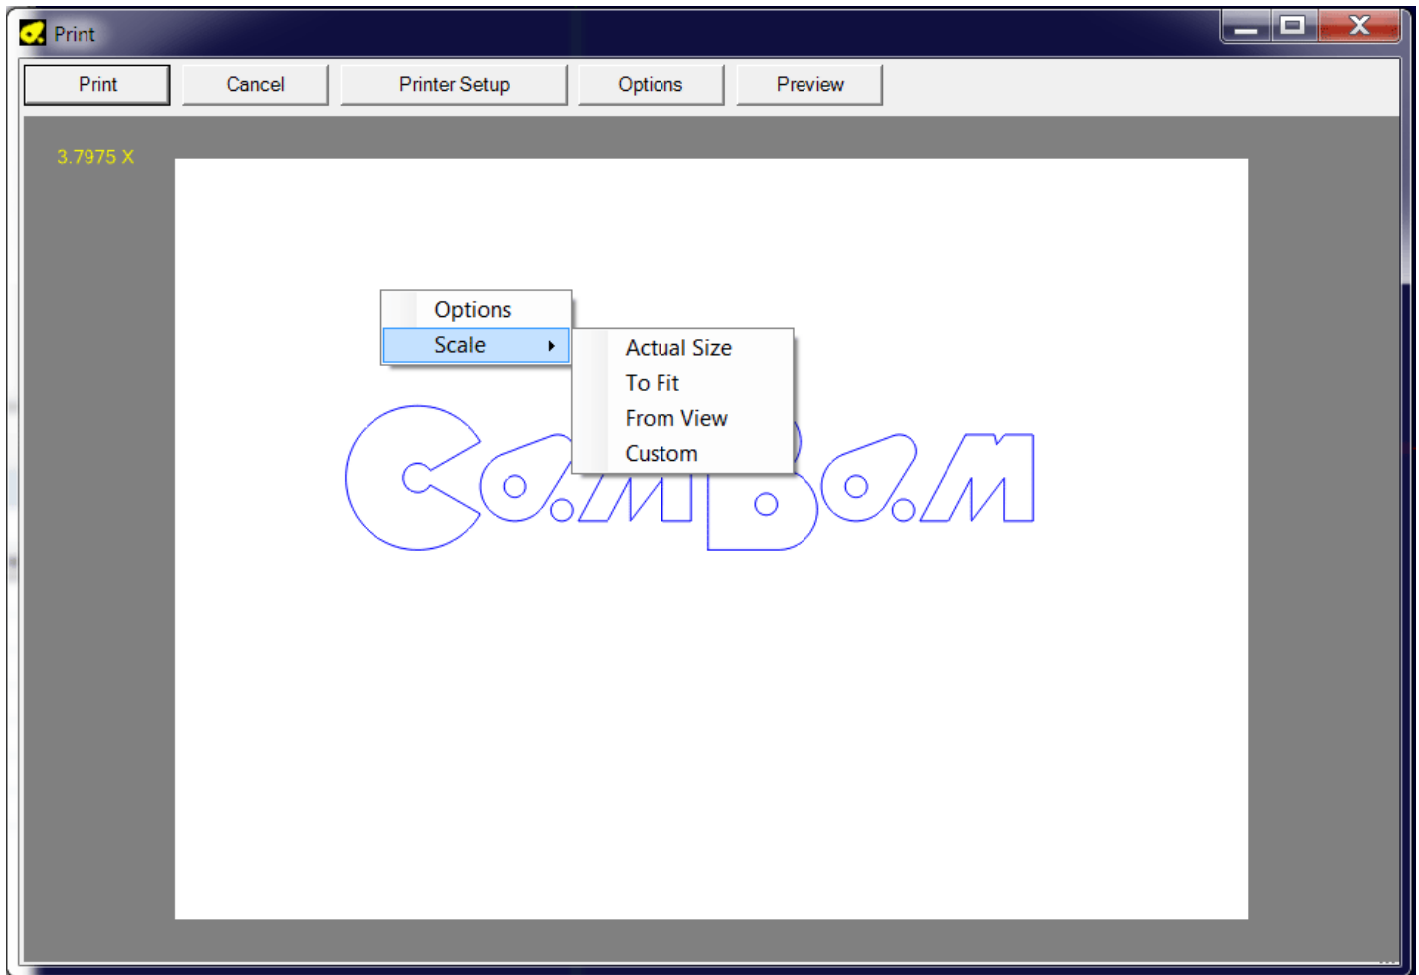 Print
Print Cancel Printer Setup Options Preview
3.7975 X
Options
Scale
Actual Size
To Fit
From View
Custom
CamBam